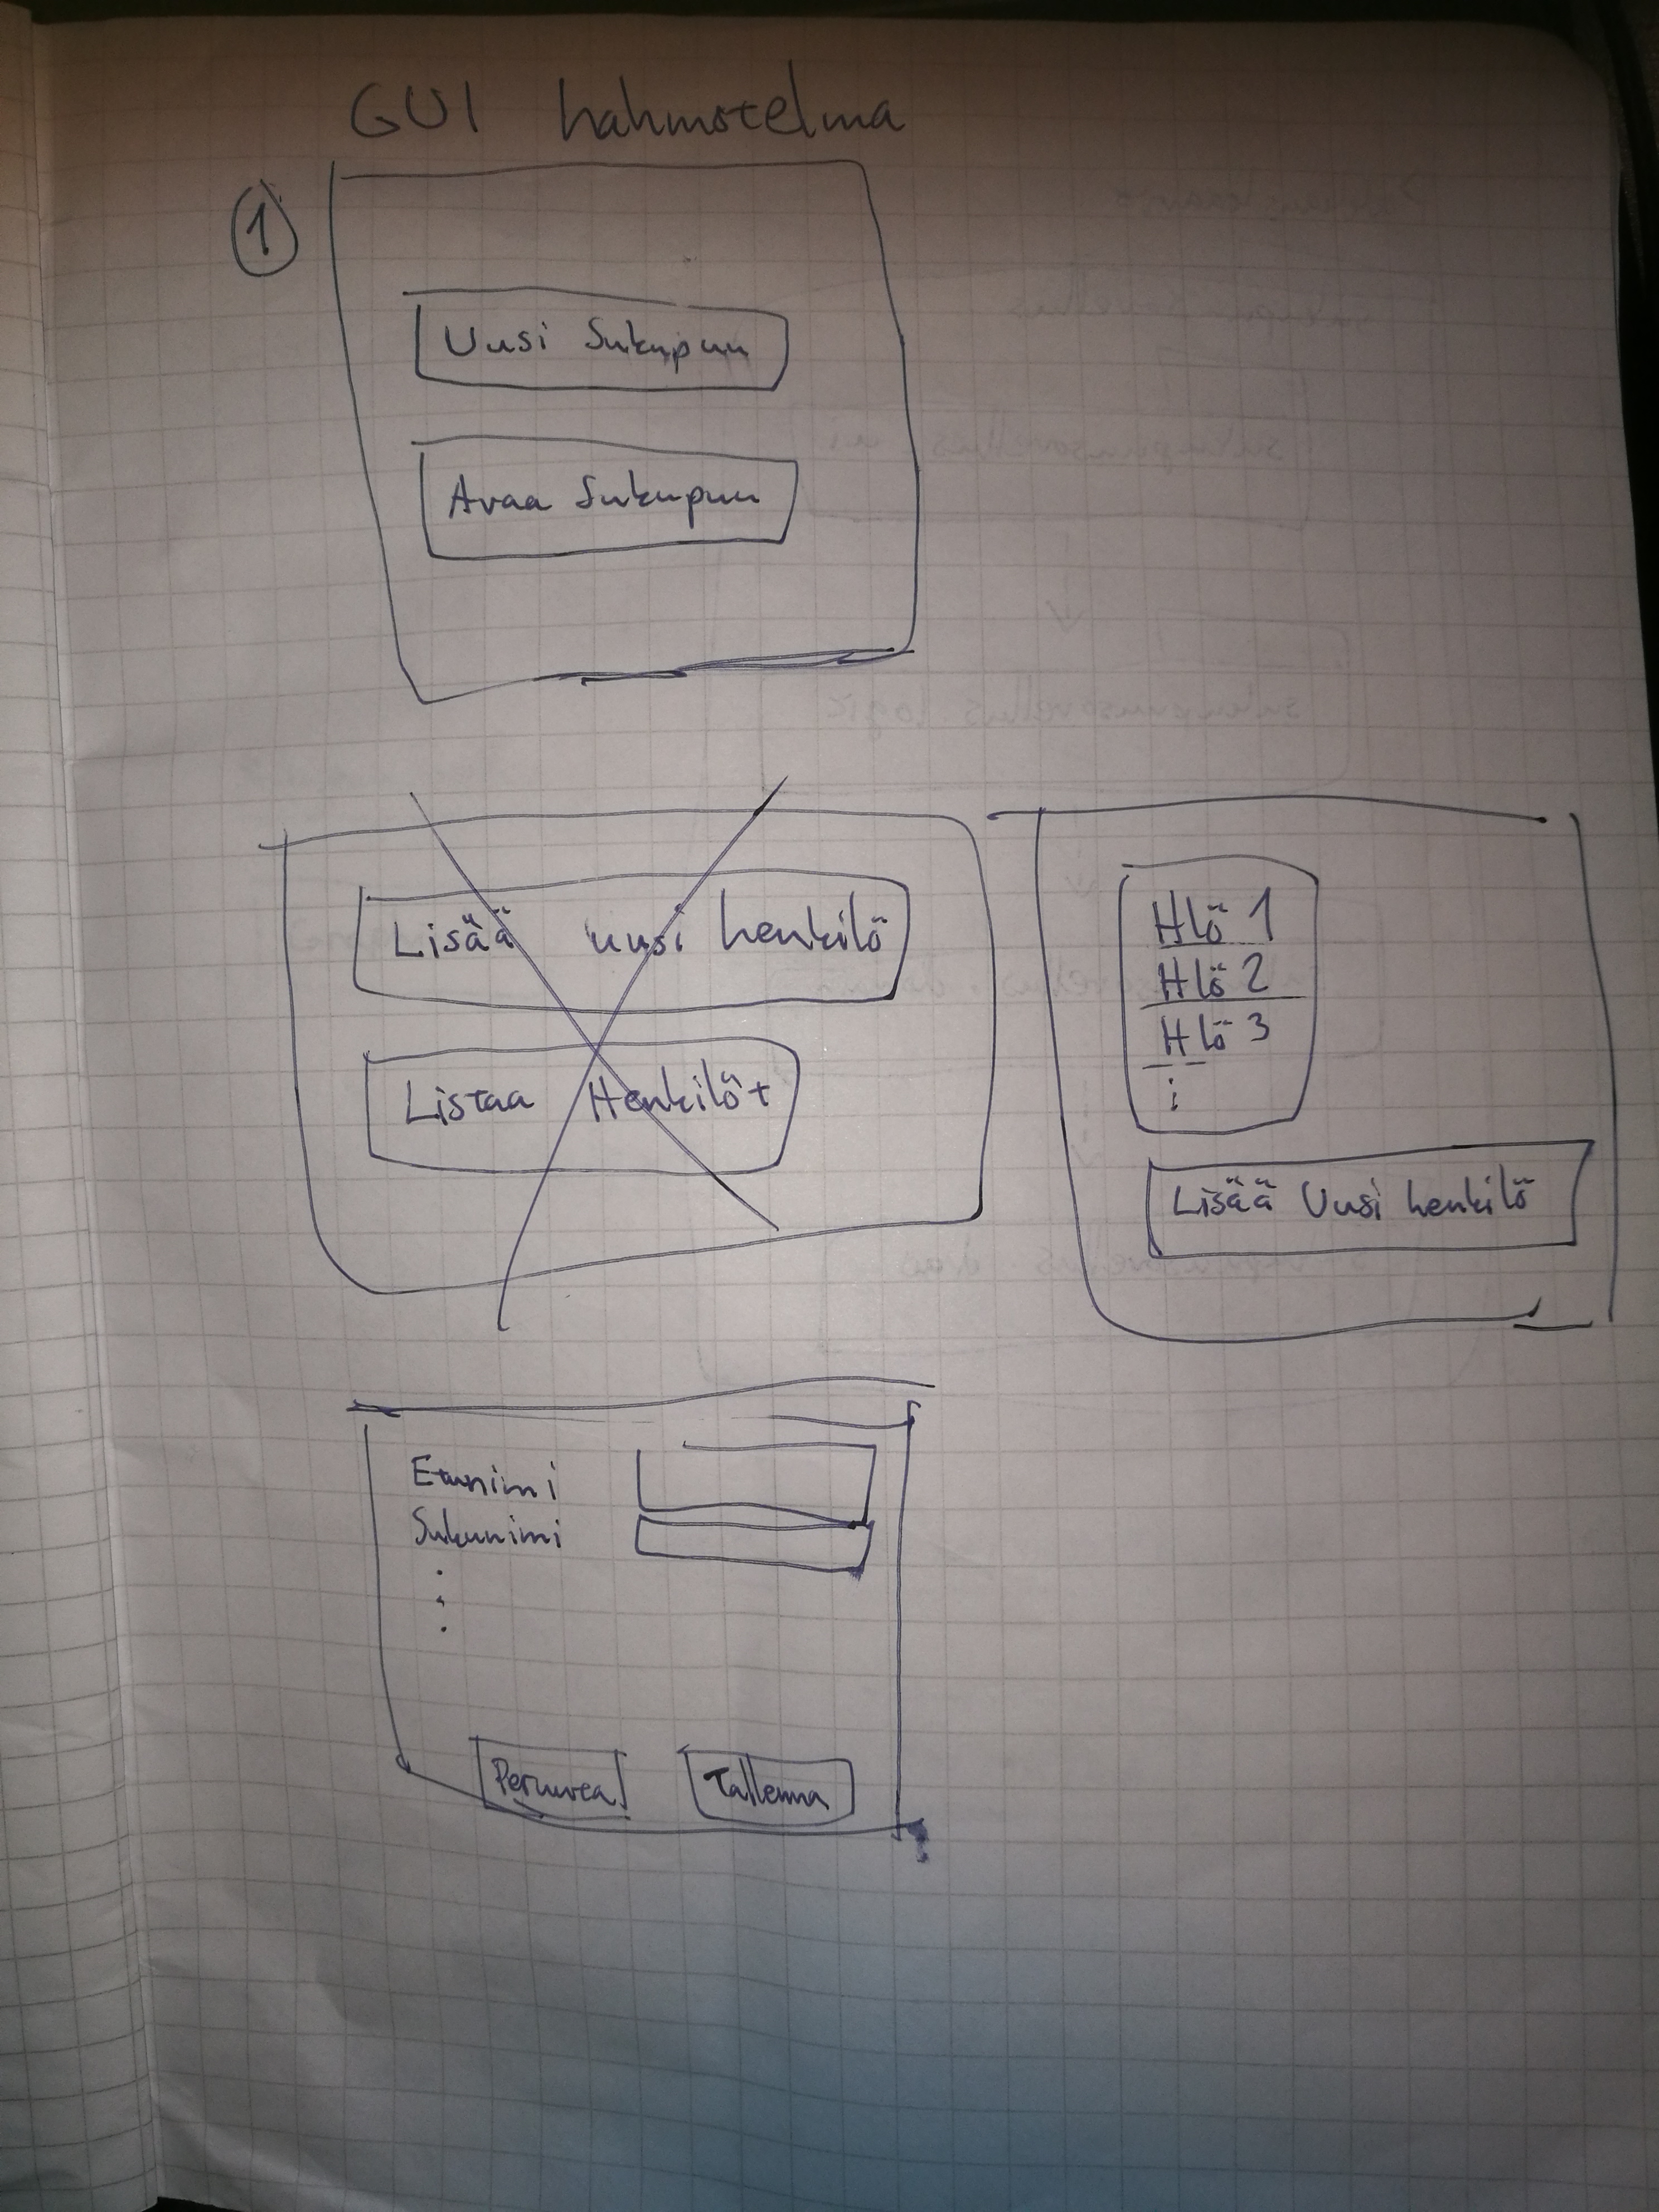 GUI hahmotelma
1
Uusi Sukupuu
Avaa Sukupuu
Lisää uusi henkilö
Listaa Henkilöt
Hlö 1
Hlö 2
Hlö 3
Lisää Uusi henkilö
Etunimi
Sukunimi
Peruuta
Tallenna